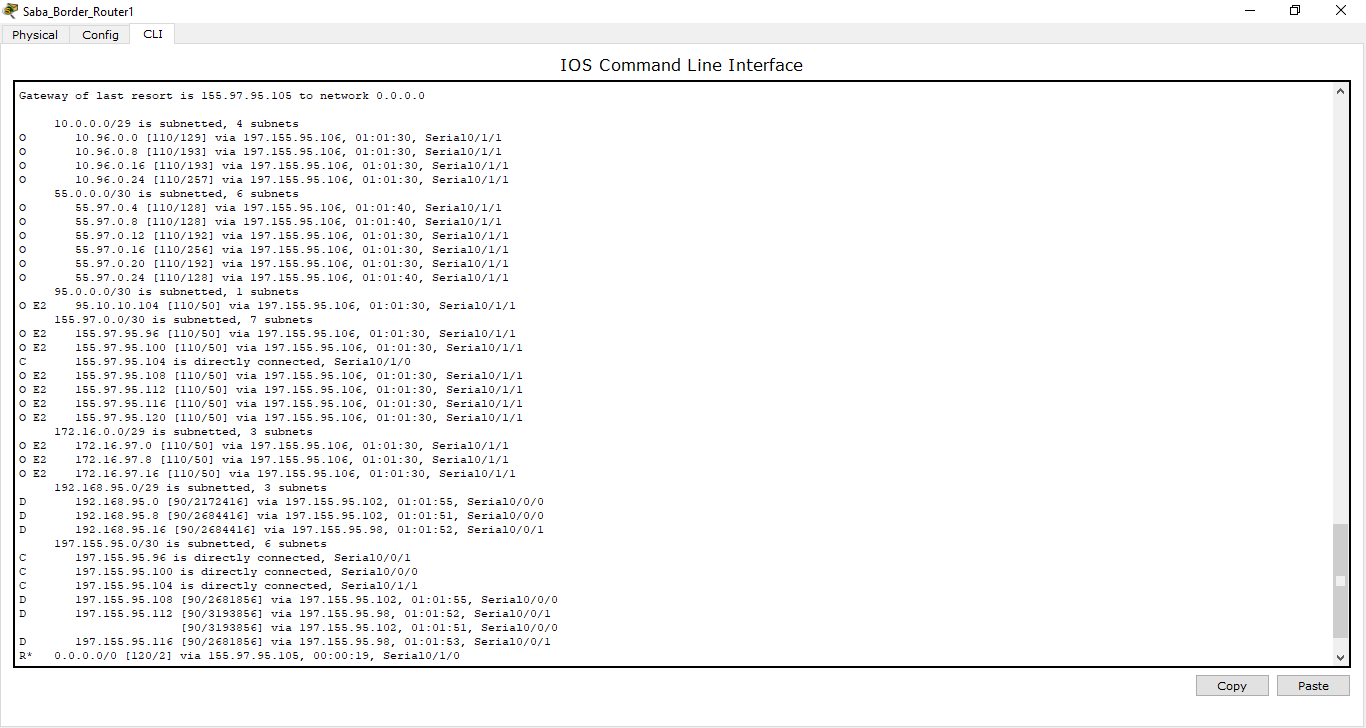 Saba_Border_Router1
Physical Config CLI
IOS Command Line Interface
Gateway of last resort is 155.97.95.105 to network 0.0.0.0
10.0.0.0/29 is subnetted, 4 subnets
O 10.96.0.0 [110/129] via 197.155.95.106, 01:01:30, Serial0/1/1
O 10.96.0.8 [110/193] via 197.155.95.106, 01:01:30, Serial0/1/1
O 10.96.0.16 [110/193] via 197.155.95.106, 01:01:30, Serial0/1/1
O 10.96.0.24 [110/257] via 197.155.95.106, 01:01:30, Serial0/1/1
55.0.0.0/30 is subnetted, 6 subnets
O 55.97.0.4 [110/128] via 197.155.95.106, 01:01:40, Serial0/1/1
O 55.97.0.8 [110/128] via 197.155.95.106, 01:01:40, Serial0/1/1
O 55.97.0.12 [110/192] via 197.155.95.106, 01:01:30, Serial0/1/1
O 55.97.0.16 [110/256] via 197.155.95.106, 01:01:30, Serial0/1/1
O 55.97.0.20 [110/192] via 197.155.95.106, 01:01:30, Serial0/1/1
O 55.97.0.24 [110/128] via 197.155.95.106, 01:01:40, Serial0/1/1
95.0.0.0/30 is subnetted, 1 subnets
O E2 95.10.10.104 [110/50] via 197.155.95.106, 01:01:30, Serial0/1/1
155.97.0.0/30 is subnetted, 7 subnets
O E2 155.97.95.96 [110/50] via 197.155.95.106, 01:01:30, Serial0/1/1
O E2 155.97.95.100 [110/50] via 197.155.95.106, 01:01:30, Serial0/1/1
C 155.97.95.104 is directly connected, Serial0/1/0
O E2 155.97.95.108 [110/50] via 197.155.95.106, 01:01:30, Serial0/1/1
O E2 155.97.95.112 [110/50] via 197.155.95.106, 01:01:30, Serial0/1/1
O E2 155.97.95.116 [110/50] via 197.155.95.106, 01:01:30, Serial0/1/1
O E2 155.97.95.120 [110/50] via 197.155.95.106, 01:01:30, Serial0/1/1
172.16.0.0/29 is subnetted, 3 subnets
O E2 172.16.97.0 [110/50] via 197.155.95.106, 01:01:30, Serial0/1/1
O E2 172.16.97.8 [110/50] via 197.155.95.106, 01:01:30, Serial0/1/1
O E2 172.16.97.16 [110/50] via 197.155.95.106, 01:01:30, Serial0/1/1
192.168.95.0/29 is subnetted, 3 subnets
D 192.168.95.0 [90/2172416] via 197.155.95.102, 01:01:55, Serial0/0/0
D 192.168.95.8 [90/2684416] via 197.155.95.102, 01:01:51, Serial0/0/0
D 192.168.95.16 [90/2684416] via 197.155.95.98, 01:01:52, Serial0/0/1
197.155.95.0/30 is subnetted, 6 subnets
C 197.155.95.96 is directly connected, Serial0/0/1
C 197.155.95.100 is directly connected, Serial0/0/0
C 197.155.95.104 is directly connected, Serial0/1/1
D 197.155.95.108 [90/2681856] via 197.155.95.102, 01:01:55, Serial0/0/0
D 197.155.95.112 [90/3193856] via 197.155.95.98, 01:01:52, Serial0/0/1
[90/3193856] via 197.155.95.102, 01:01:51, Serial0/0/0
D 197.155.95.116 [90/2681856] via 197.155.95.98, 01:01:53, Serial0/0/1
R* 0.0.0.0/0 [120/2] via 155.97.95.105, 00:00:19, Serial0/1/0
Copy Paste